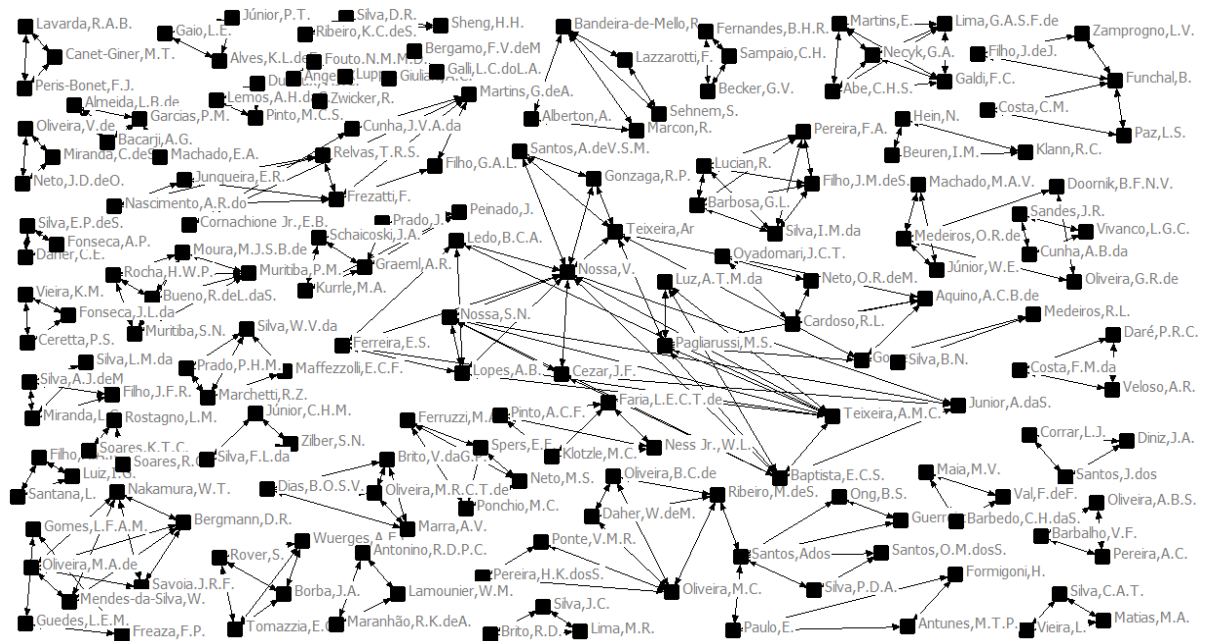 Lavarda,R.A.B.
Canet-Giner,M.T.
Peris-Bonet,F.J.
Gaio,L.E.
Júnior,P.T.
Silva,D.R.
Ribeiro,K.C.deS.
Sheng,H.H.
Alves,K.L.deF.
Fouto.N.M.M.D.
Bergamo,F.V.deM
Galli,L.C.doL.A.
Zwicker,R.
Lemos,A.H.da
Pinto,M.C.S.
Martins,G.deA.
Bandeira-de-Mello,R.
Lazzarotti,F.
Sehnem,S.
Alberton,A.
Marcon,R.
Fernandes,B.H.R.
Sampaio,C.H.
Becker,G.V.
Martins,E.
Necyk,G.A.
Abe,C.H.S.
Lima,G.A.S.F.de
Filho,J.deJ.
Galdi,F.C.
Zamprogno,L.V.
Funchal,B.
Costa,C.M.
Paz,L.S.
Almeida,L.B.de
Garcias,P.M.
Bacarji,A.G.
Oliveira,V.de
Miranda,C.deS.
Neto,J.D.deO.
Machado,E.A.
Cunha,J.V.A.da
Relvas,T.R.S.
Junqueira,E.R.
Filho,G.A.L.
Nascimento,A.R.do
Frezatti,F.
Santos,A.deV.S.M.
Gonzaga,R.P.
Pereira,F.A.
Lucian,R.
Filho,J.M.deS.
Barbosa,G.L.
Silva,I.M.da
Hein,N.
Beuren,I.M.
Klann,R.C.
Machado,M.A.V.
Doornik,B.F.N.V.
Medeiros,O.R.de
Júnior,W.E.
Sandes,J.R.
Vivancco,L.G.C.
Cunha,A.B.da
Oliveira,G.R.de
Silva,E.P.deS.
Fonseca,A.P.
Daher,C.E.
Cornachione Jr.,E.B.
Prado,J.
Peinado,J.
Schaicoski,J.A.
Moura,M.J.S.B.de
Graeml,A.R.
Ledo,B.C.A.
Teixeira,Ar
Rocha,H.W.P.
Muritiba,P.M.
Kurrle,M.A.
Bueno,R.deL.daS.
Muritiba,S.N.
Nossa,V.
Oyadomari,J.C.T.
Luz,A.T.M.da
Neto,O.R.deM.
Aquino,A.C.B.de
Vieira,K.M.
Fonseca,J.L.da
Ceretta,P.S.
Silva,W.V.da
Nossa,S.N.
Cardoso,R.L.
Medeiros,R.L.
Ferreira,E.S.
Pagliarussi,M.S.
Silva,B.N.
Daré,P.R.C.
Silva,L.M.da
Prado,P.H.M.
Maffezzolli,E.C.F.
Lopes,A.B.
Cezar,J.F.
Costa,F.M.da
Veloso,A.R.
Silva,A.J.deM
Filho,J.F.R.
Marchetti,R.Z.
Faria,L.E.C.T.de
Teixeira,A.M.C.
Junior,A.daS.
Rostagno,L.M.
Júnior,C.H.M.
Pinto,A.C.F.
Soares,K.T.C.
Zilber,S.N.
Spers,E.E.
Ness Jr.,W.L.
Corrar,L.J.
Diniz,J.A.
Soares,R.
Silva,F.L.da
Brito,V.daG.P.
Klotzle,M.C.
Santana,L.
Neto,M.S.
Oliveira,B.C.de
Baptista,E.C.S.
Maia,M.V.
Santos,J.dos
Nakamura,W.T.
Dias,B.O.S.V.
Oliveira,M.R.C.T.de
Ponchio,M.C.
Ribeiro,M.deS.
Ong,B.S.
Val,F.deF.
Oliveira,A.B.S.
Bergmann,D.R.
Marra,A.V.
Daher,W.deM.
Barbedo,C.H.daS.
Barbalho,V.F.
Gomes,L.F.A.M.
Rover,S.
Antonino,R.D.P.C.
Ponte,V.M.R.
Santos,Ados
Santos,O.M.dosS.
Pereira,A.C.
Oliveira,M.A.de
Savoia,J.R.F.
Pereira,H.K.dosS.
Formigoni,H.
Mendes-da-Silva,W.
Borba,J.A.
Lamounier,W.M.
Oliveira,M.C.
Silva,P.D.A.
Silva,C.A.T.
Guedes,L.E.M.
Freaza,F.P.
Maranhão,R.K.deA.
Silva,J.C.
Brito,R.D.
Lima,M.R.
Paulo,E.
Antunes,M.T.P.
Vieira,L.
Matias,M.A.